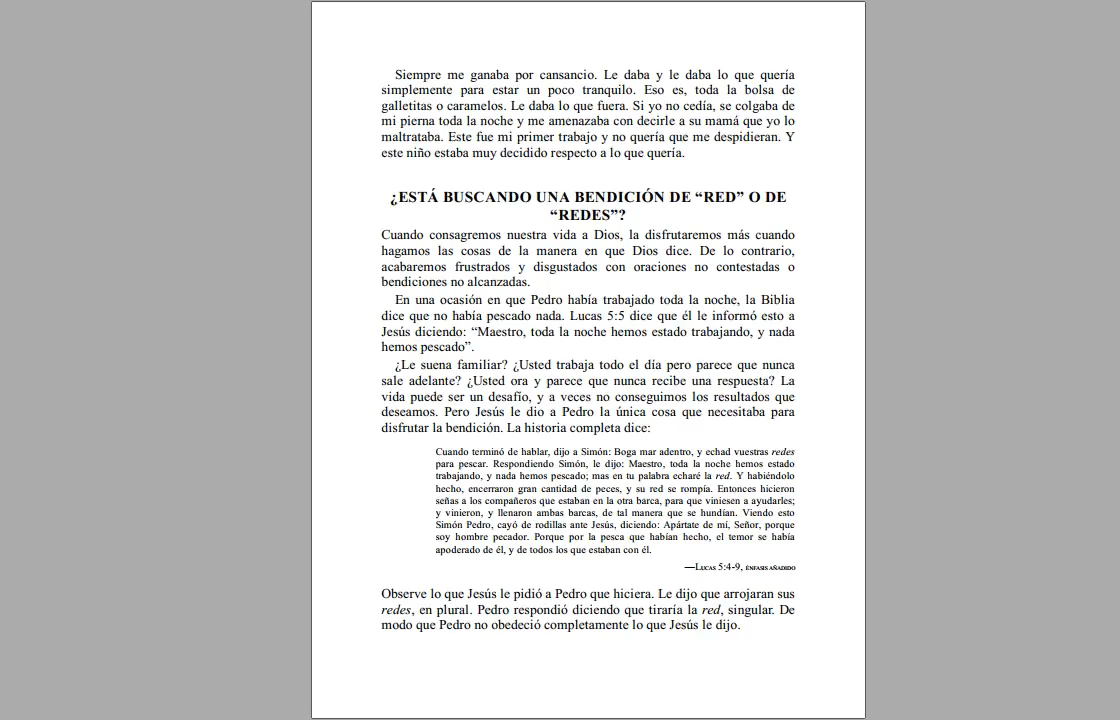 Siempre me ganaba por cansancio. Le daba y le daba lo que quería
simplemente para estar un poco tranquilo. Eso es, toda la bolsa de
galletitas o caramelos. Le daba lo que fuera. Si yo no cedía, se colgaba de
mi pierna toda la noche y me amenazaba con decirle a su mamá que yo lo
maltrataba. Este fue mi primer trabajo y no quería que me despidieran. Y
este niño estaba muy decidido respecto a lo que quería.
¿ESTÁ BUSCANDO UNA BENDICIÓN DE “RED” O DE
“REDES”?
Cuando consagremos nuestra vida a Dios, la disfrutaremos más cuando
hagamos las cosas de la manera en que Dios dice. De lo contrario,
acabaremos frustrados y disgustados con oraciones no contestadas o
bendiciones no alcanzadas.
En una ocasión en que Pedro había trabajado toda la noche, la Biblia
dice que no había pescado nada. Lucas 5:5 dice que él le informó esto a
Jesús diciendo: “Maestro, toda la noche hemos estado trabajando, y nada
hemos pescado”.
¿Le suena familiar? ¿Usted trabaja todo el día pero parece que nunca
sale adelante? ¿Usted ora y parece que nunca recibe una respuesta? La
vida puede ser un desafío, y a veces no conseguimos los resultados que
deseamos. Pero Jesús le dio a Pedro la única cosa que necesitaba para
disfrutar la bendición. La historia completa dice:
Cuando terminó de hablar, dijo a Simón: Boga mar adentro, y echad vuestras redes
para pescar. Respondiendo Simón, le dijo: Maestro, toda la noche hemos estado
trabajando, y nada hemos pescado; mas en tu palabra echaré la red. Y habiéndolo
hecho, encerraron gran cantidad de peces, y su red se rompía. Entonces hicieron
señas a los compañeros que estaban en la otra barca, para que viniesen a ayudarles;
y vinieron, y llenaron ambas barcas, de tal manera que se hundían. Viendo esto
Simón Pedro, cayó de rodillas ante Jesús, diciendo: Apártate de mí, Señor, porque
soy hombre pecador. Porque por la pesca que habían hecho, el temor se había
apoderado de él, y de todos los que estaban con él.
—LUCAS 5:4-9, ÉNFASIS AÑADIDO
Observe lo que Jesús le pidió a Pedro que hiciera. Le dijo que arrojaran sus
redes, en plural. Pedro respondió diciendo que tiraría la red, singular. De
modo que Pedro no obedeció completamente lo que Jesús le dijo.